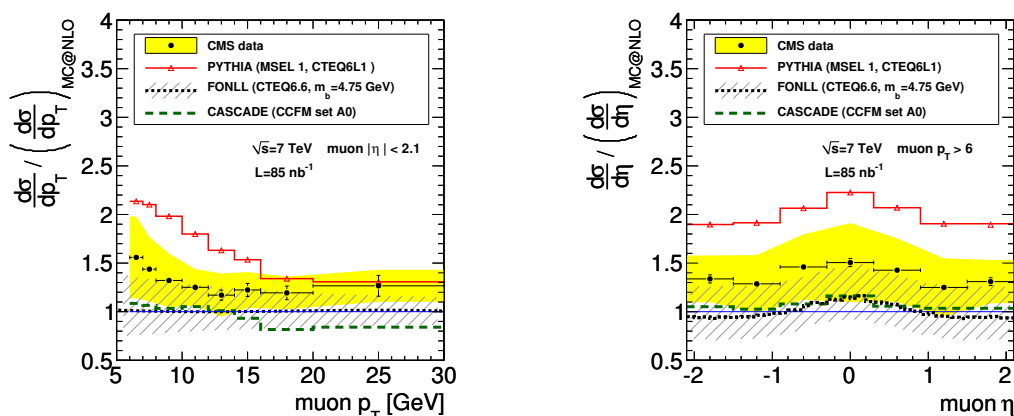 4
3.5
3
2.5
2
1.5
1
0.5
dσ/dp_T / (dσ/dp_T)_MC@NLO
CMS data
PYTHIA (MSEL 1, CTEQ6L1 )
FONLL (CTEQ6.6, m_b=4.75 GeV)
CASCADE (CCFM set A0)
√s=7 TeV muon |η| < 2.1
L=85 nb⁻¹
5 10 15 20 25 30
muon p_T [GeV]
4
3.5
3
2.5
2
1.5
1
0.5
dσ/dη / (dσ/dη)_MC@NLO
CMS data
PYTHIA (MSEL 1, CTEQ6L1)
FONLL (CTEQ6.6, m_b=4.75 GeV)
CASCADE (CCFM set A0)
√s=7 TeV muon p_T > 6
L=85 nb⁻¹
-2 -1 0 1 2
muon η